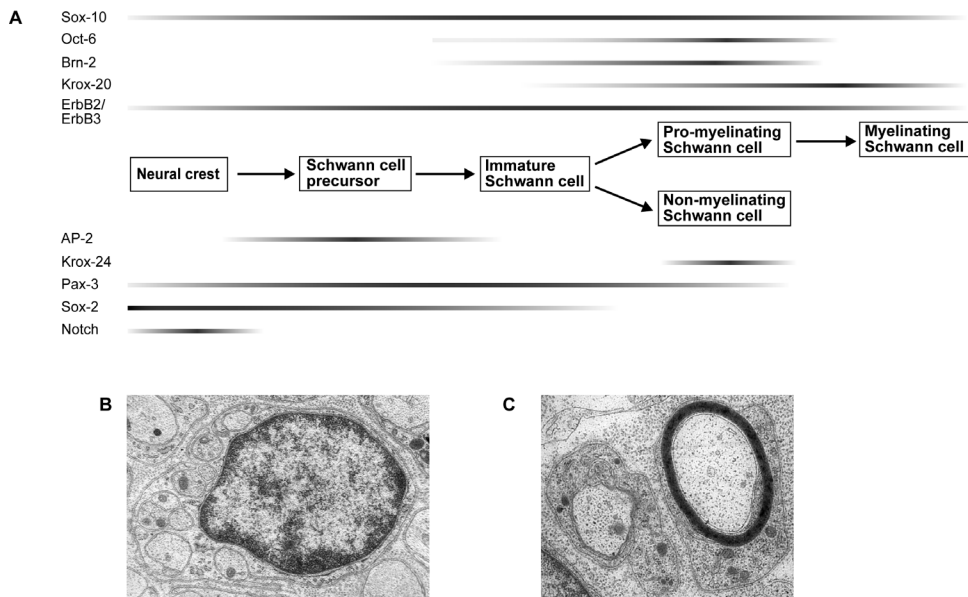 A
Sox-10
Oct-6
Brn-2
Krox-20
ErbB2/
ErbB3
Neural crest
Schwann cell
precursor
Immature
Schwann cell
Pro-myelinating
Schwann cell
Myelinating
Schwann cell
Non-myelinating
Schwann cell
AP-2
Krox-24
Pax-3
Sox-2
Notch
B
C